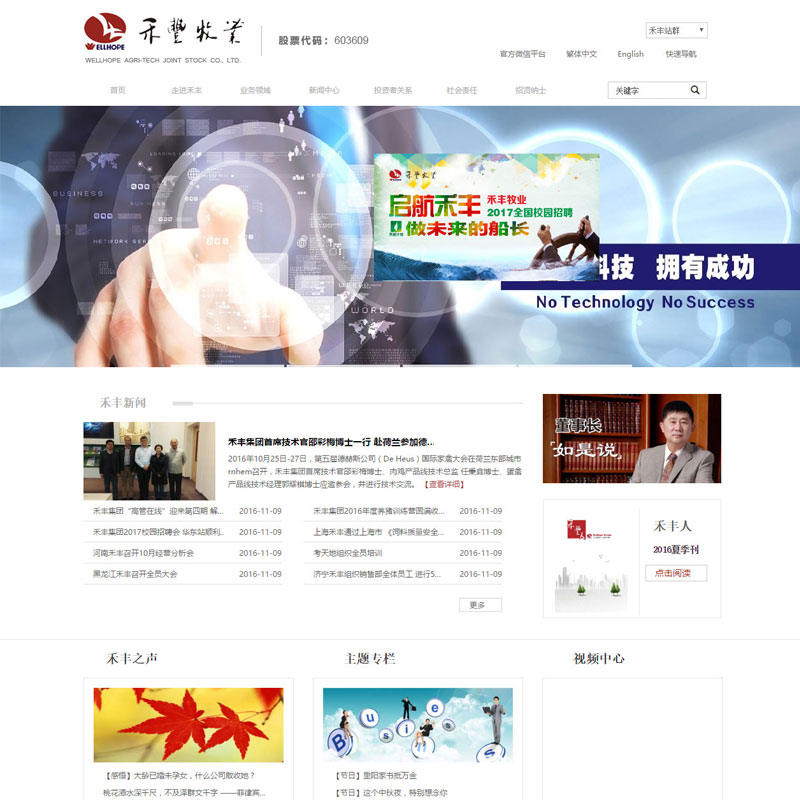 禾豐牧業
WELLHOPE
WELLHOPE AGRI-TECH JOINT STOCK CO., LTD.
股票代码：603609
禾丰站群
官方微信平台 繁体中文 English 快速导航
首页 走进禾丰 业务领域 新闻中心 投资者关系 社会责任 招贤纳士
关键字
BUSINESS
LOADING
NETWORK SERV
WORLD
禾豐牧業
启航禾丰
禾丰牧业
2017全国校园招聘
做未来的船长
科技 拥有成功
No Technology No Success
禾丰新闻
禾丰集团首席技术官邵彩梅博士一行 赴荷兰参加德...
2016年10月25日-27日，第五届德赫斯公司（De Heus）国际家禽大会在荷兰东部城市
rnhem召开，禾丰集团首席技术官邵彩梅博士、肉鸡产品线技术总监 任秉鑫博士、蛋禽
产品线技术经理郭耀棋博士应邀参会，并进行技术交流。 【查看详细】
禾丰集团“高管在线”迎来第四期 解... 2016-11-09
禾丰集团2016年度养猪训练营圆满收... 2016-11-09
禾丰集团2017校园招聘会 华东站顺利.. 2016-11-09
上海禾丰通过上海市 《饲料质量安全... 2016-11-09
河南禾丰召开10月经营分析会 2016-11-09
考天地组织全员培训 2016-11-09
黑龙江禾丰召开全员大会 2016-11-09
济宁禾丰组织销售部全体员工 进行5... 2016-11-09
更多
董事长
“如是说”
禾丰人
2016夏季刊
点击阅读
禾丰之声 主题专栏 视频中心
Busines
【感悟】大龄已婚未孕女，什么公司敢收她？
桃花潭水深千尺，不及泽群文千字 ——菲律宾...
【节日】里阳家书抵万金
【节日】这个中秋夜，特别想念你